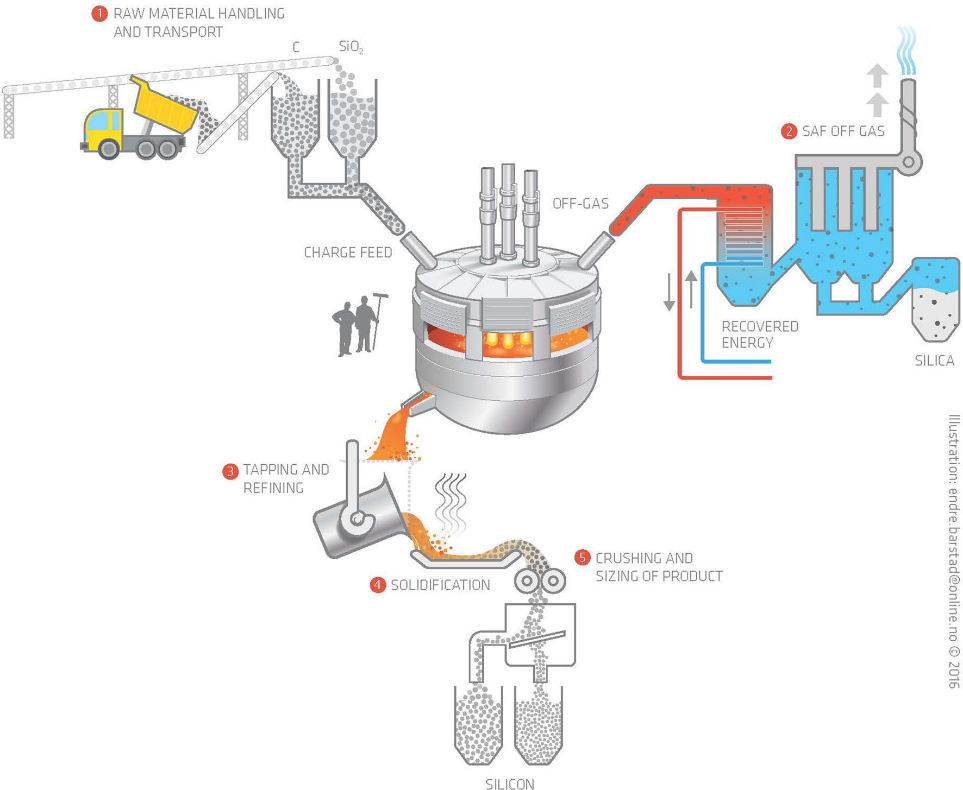 1 RAW MATERIAL HANDLING
AND TRANSPORT
C
SiO₂
2 SAF OFF GAS
OFF-GAS
CHARGE FEED
RECOVERED
ENERGY
SILICA
3 TAPPING AND
REFINING
4 SOLIDIFICATION
5 CRUSHING AND
SIZING OF PRODUCT
SILICON
Illustration: endre.barstad@online.no © 2016